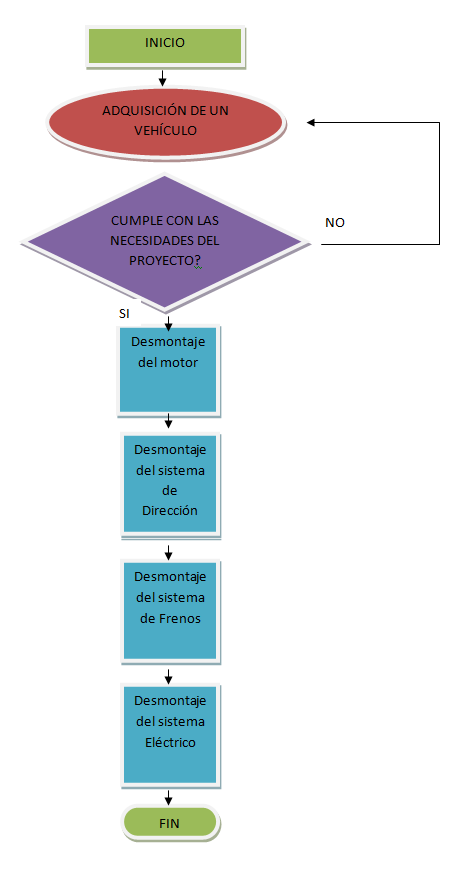 INICIO
ADQUISICIÓN DE UN
VEHÍCULO
CUMPLE CON LAS
NECESIDADES DEL
PROYECTO?
NO
SI
Desmontaje
del motor
Desmontaje
del sistema
de
Dirección
Desmontaje
del sistema
de Frenos
Desmontaje
del sistema
Eléctrico
FIN